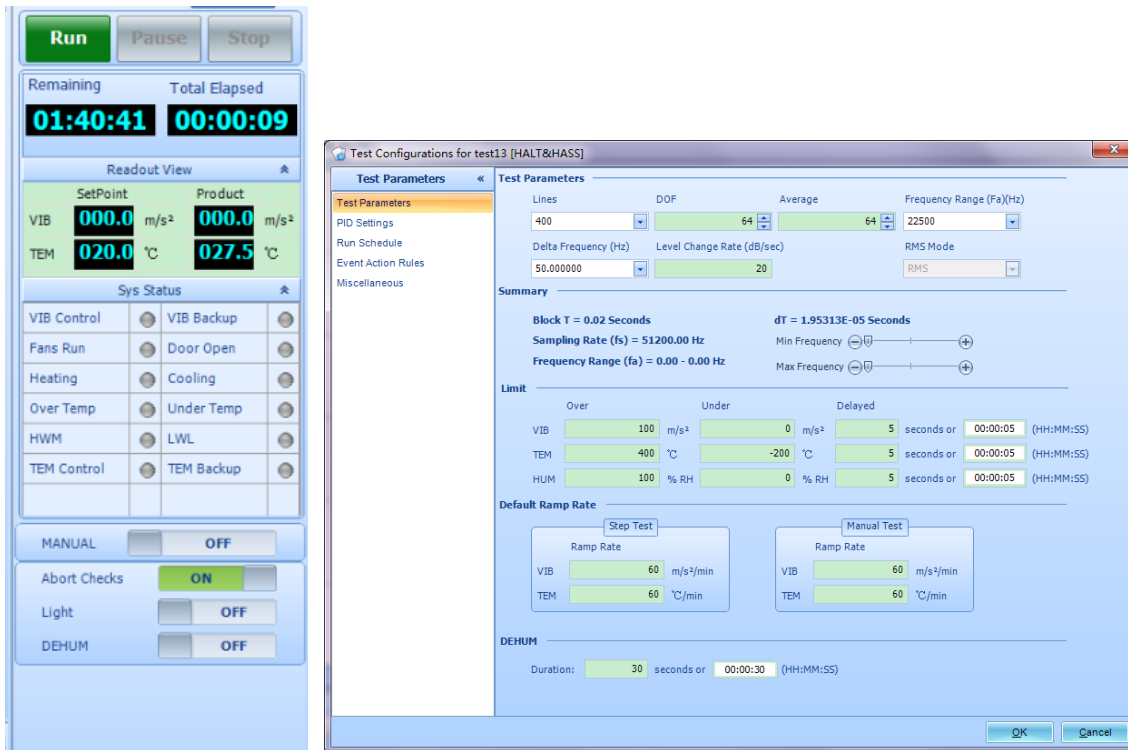 Run Pause Stop
Remaining Total Elapsed
01:40:41 00:00:09
Readout View
SetPoint Product
VIB 000.0 m/s² 000.0 m/s²
TEM 020.0 ℃ 027.5 ℃
Sys Status
VIB Control VIB Backup
Fans Run Door Open
Heating Cooling
Over Temp Under Temp
HWM LWL
TEM Control TEM Backup
MANUAL OFF
Abort Checks ON
Light OFF
DEHUM OFF
Test Configurations for test13 [HALT&HASS]
Test Parameters «
Test Parameters
PID Settings
Run Schedule
Event Action Rules
Miscellaneous
Test Parameters
Lines DOF Average Frequency Range (Fa)(Hz)
400 64 64 22500
Delta Frequency (Hz) Level Change Rate (dB/sec) RMS Mode
50.000000 20 RMS
Summary
Block T = 0.02 Seconds dT = 1.95313E-05 Seconds
Sampling Rate (fs) = 51200.00 Hz Min Frequency
Frequency Range (fa) = 0.00 - 0.00 Hz Max Frequency
Limit
Over Under Delayed
VIB 100 m/s² 0 m/s² 5 seconds or 00:00:05 (HH:MM:SS)
TEM 400 ℃ -200 ℃ 5 seconds or 00:00:05 (HH:MM:SS)
HUM 100 % RH 0 % RH 5 seconds or 00:00:05 (HH:MM:SS)
Default Ramp Rate
Step Test Manual Test
Ramp Rate Ramp Rate
VIB 60 m/s²/min VIB 60 m/s²/min
TEM 60 ℃/min TEM 60 ℃/min
DEHUM
Duration: 30 seconds or 00:00:30 (HH:MM:SS)
OK Cancel